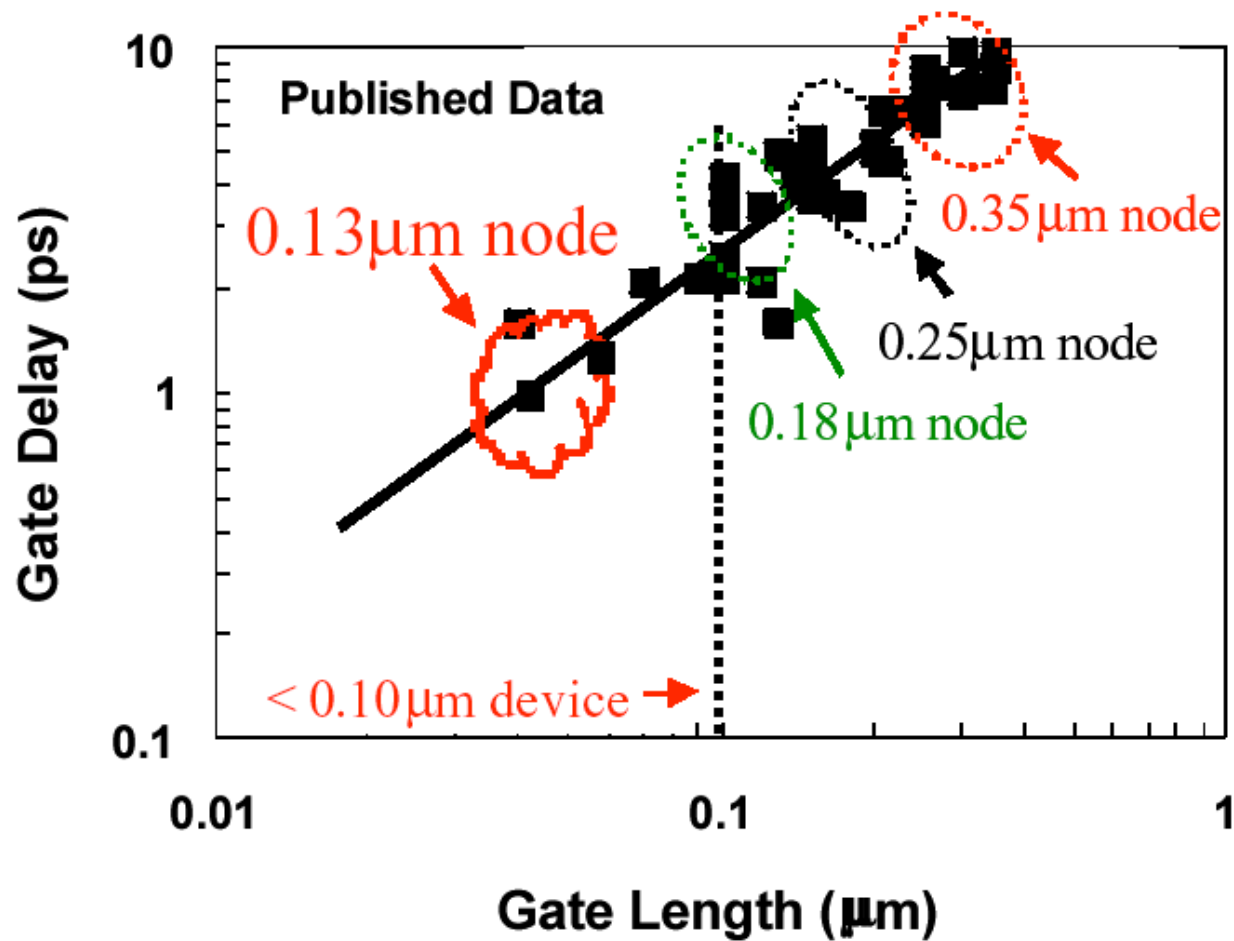 10
Published Data
0.13μm node
0.35μm node
0.25μm node
1
0.18μm node
Gate Delay (ps)
< 0.10μm device
0.1
0.01
0.1
1
Gate Length (μm)